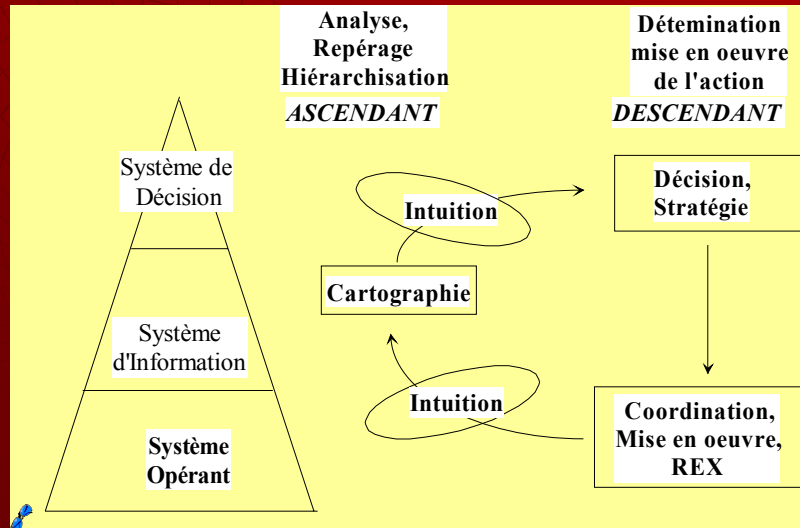 Analyse,
Repérage
Hiérarchisation
ASCENDANT
Détemination
mise en oeuvre
de l'action
DESCENDANT
Système de
Décision
Intuition
Décision,
Stratégie
Cartographie
Système
d'Information
Intuition
Coordination,
Mise en oeuvre,
REX
Système
Opérant